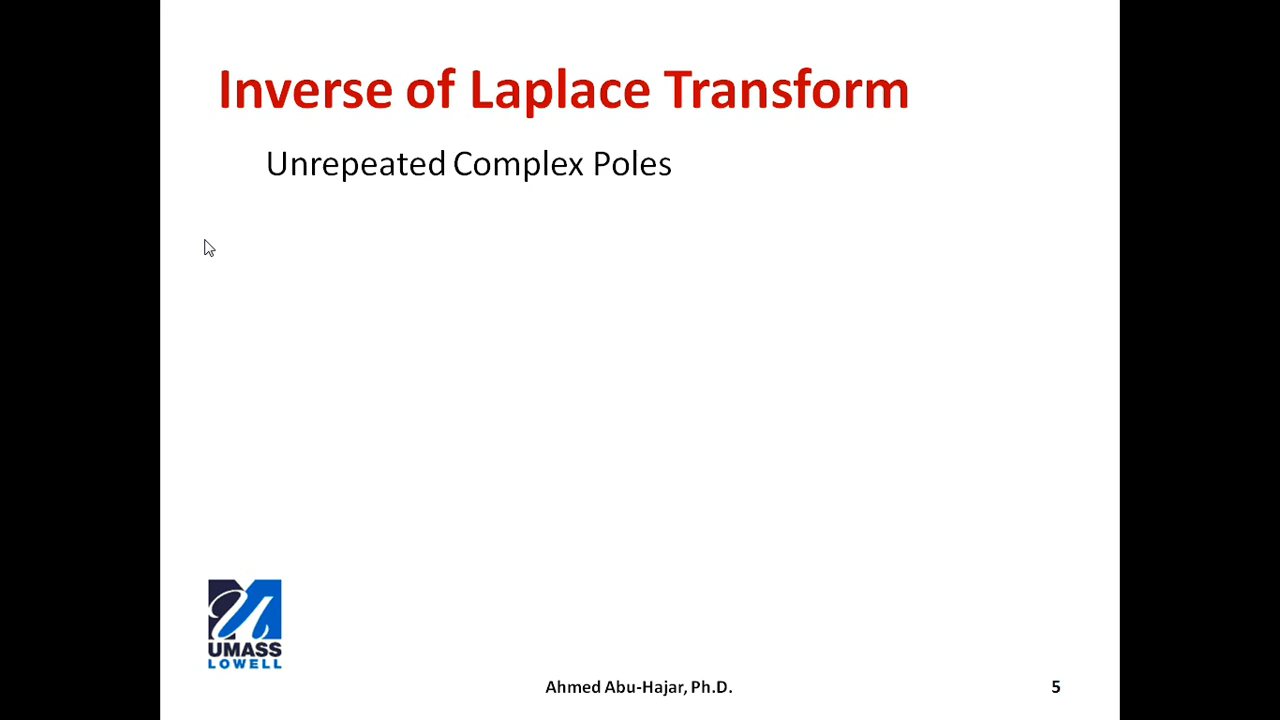 Inverse of Laplace Transform
Unrepeated Complex Poles
UMASS
LOWELL
Ahmed Abu-Hajar, Ph.D.
5